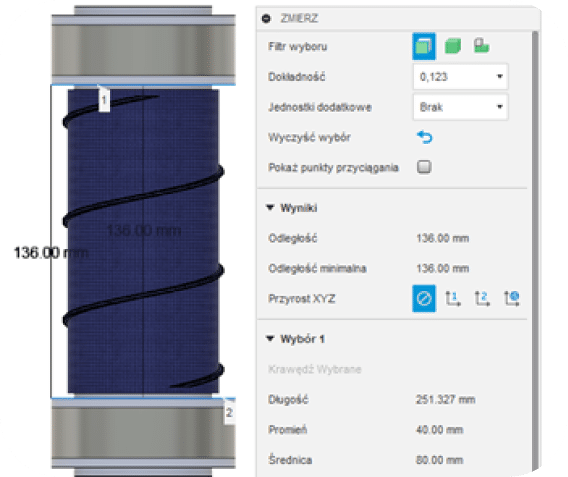 1
136.00 mm
136.00 mm
2
ZMIERZ
Filtr wyboru
Dokładność 0,123
Jednostki dodatkowe Brak
Wyczyść wybór
Pokaż punkty przyciągania
Wyniki
Odległość 136.00 mm
Odległość minimalna 136.00 mm
Przyrost XYZ 1 2
Wybór 1
Krawędź Wybrane
Długość 251.327 mm
Promień 40.00 mm
Średnica 80.00 mm